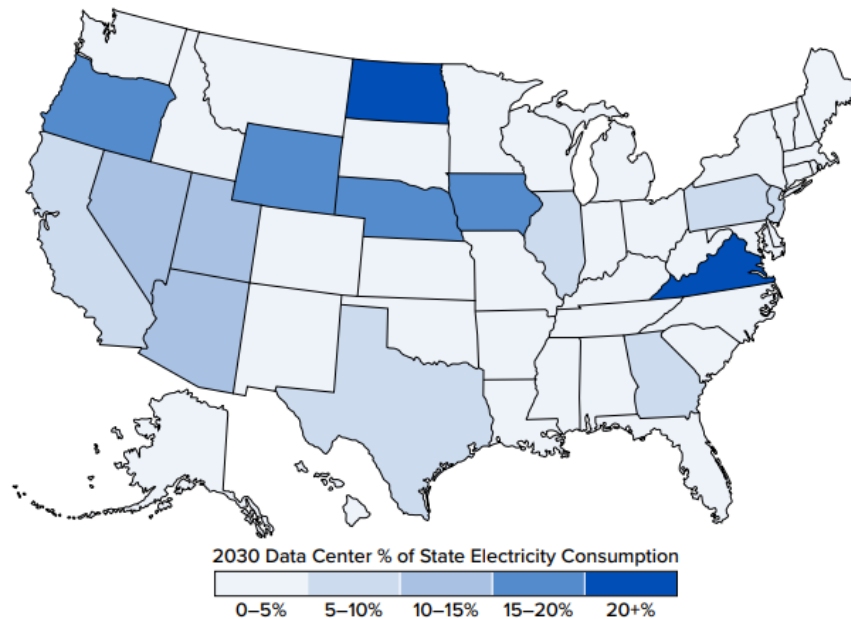 2030 Data Center % of State Electricity Consumption
0–5% 5–10% 10–15% 15–20% 20+%